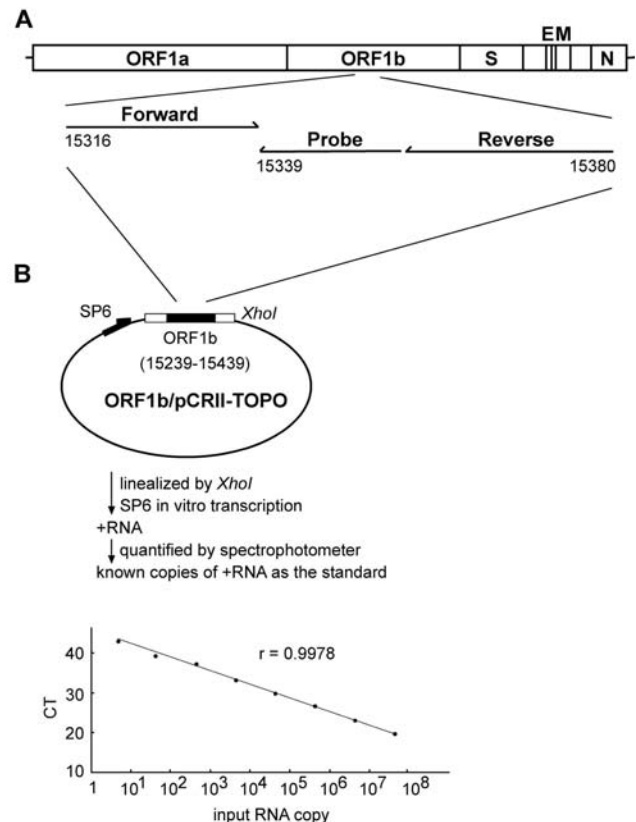 A
EM
ORF1a ORF1b S N
Forward
15316
Probe Reverse
15339 15380
B
SP6 XhoI
ORF1b
(15239-15439)
ORF1b/pCRII-TOPO
linealized by XhoI
SP6 in vitro transcription
+RNA
quantified by spectrophotometer
known copies of +RNA as the standard
r = 0.9978
40
30
20
10
CT
1 10¹ 10² 10³ 10⁴ 10⁵ 10⁶ 10⁷ 10⁸
input RNA copy